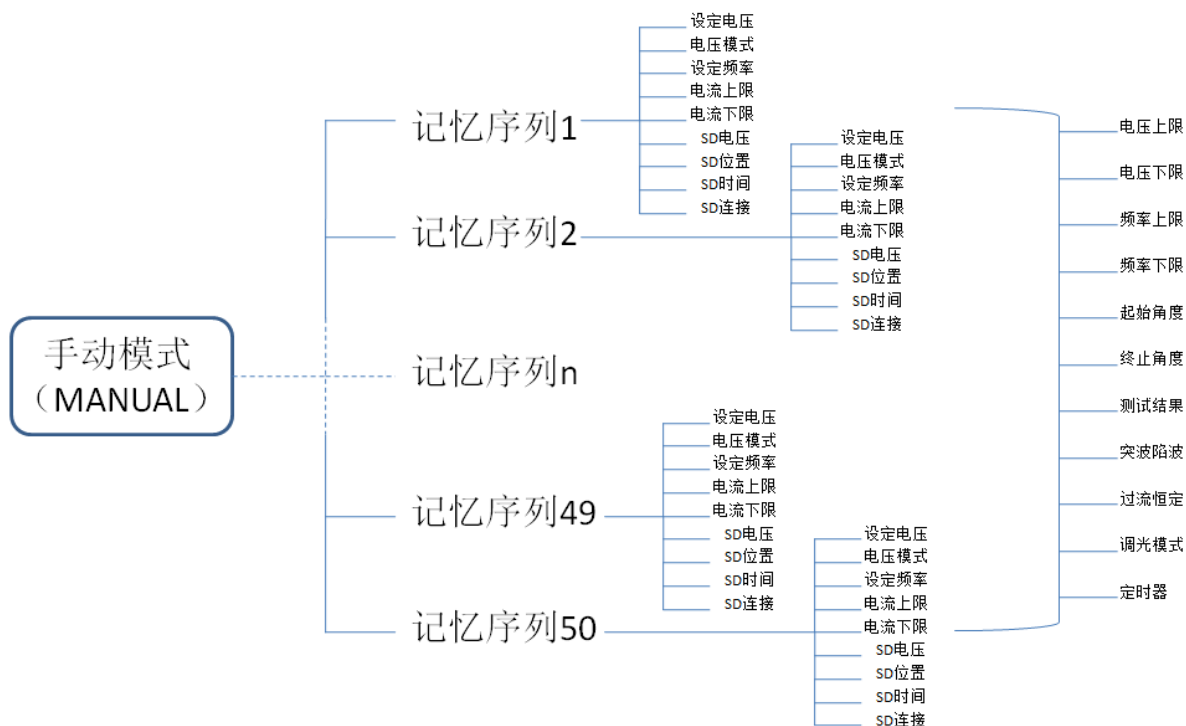 手动模式
（MANUAL）
记忆序列1
设定电压
电压模式
设定频率
电流上限
电流下限
SD电压
SD位置
SD时间
SD连接
记忆序列2
设定电压
电压模式
设定频率
电流上限
电流下限
SD电压
SD位置
SD时间
SD连接
记忆序列n
记忆序列49
设定电压
电压模式
设定频率
电流上限
电流下限
SD电压
SD位置
SD时间
SD连接
记忆序列50
设定电压
电压模式
设定频率
电流上限
电流下限
SD电压
SD位置
SD时间
SD连接
电压上限
电压下限
频率上限
频率下限
起始角度
终止角度
测试结果
突波陷波
过流恒定
调光模式
定时器